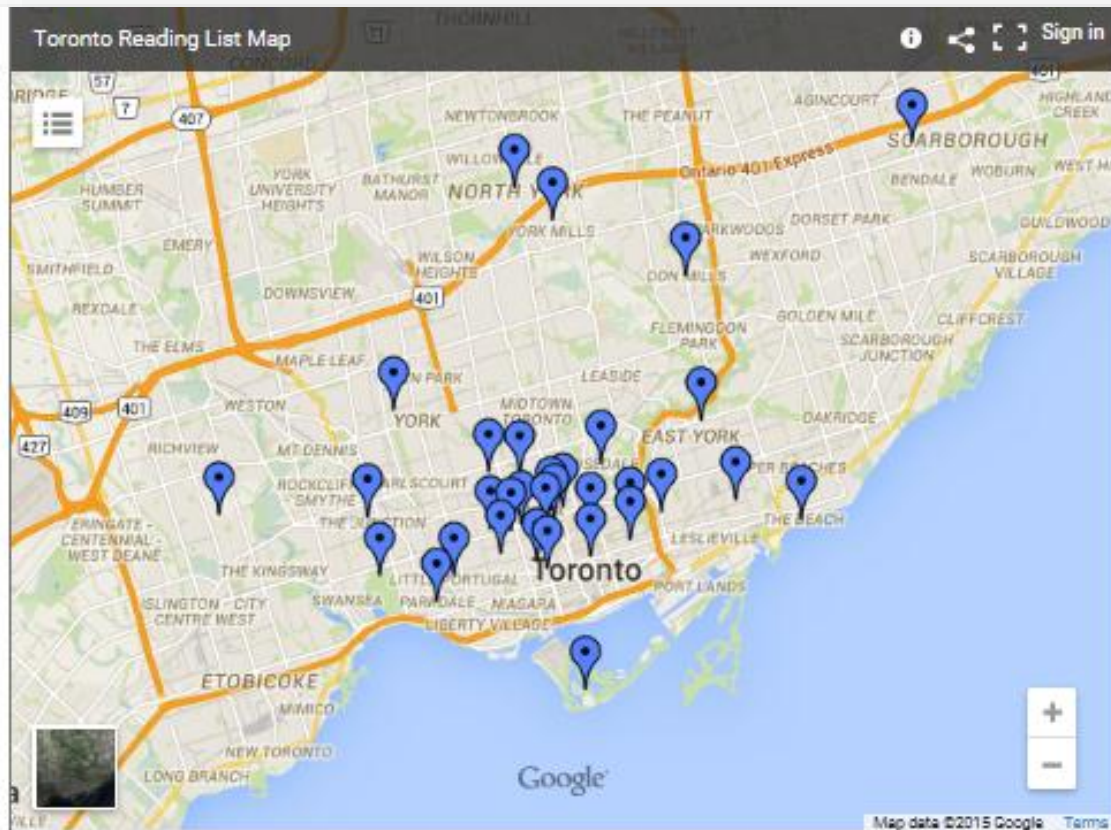 Toronto Reading List Map
Sign in
THORNHILL
CONCORD
57
7
407
401
AGINCOURT
HIGHLAND
CREEK
NEWTONBROOK
THE PEANUT
SCARBOROUGH
Ontario 401 Express
WOBURN
BENDALE
YORK
UNIVERSITY
HEIGHTS
BATHURST
MANOR
HUMBER
SUMMIT
NORTH YORK
YORK MILLS
DORSET PARK
GUILDWOOD
EMERY
WEXFORD
WILSON
HEIGHTS
SCARBOROUGH
VILLAGE
SMITHFIELD
DON MILLS
DOWNSVIEW
401
REXDALE
GOLDEN MILE
CLIFFCREST
FLEMINGDON
PARK
SCARBOROUGH
JUNCTION
THE ELMS
MAPLE LEAF
LEASIDE
409
401
WESTON
MIDTOWN
TORONTO
OAKRIDGE
427
RICHVIEW
MT DENNIS
YORK
EAST YORK
ROCKCLIFFE
SMYTHE
THE JUNCTION
ERINGATE -
CENTENNIAL -
WEST DEANE
THE BEACH
LESLIEVILLE
THE KINGSWAY
LITTLE PORTUGAL
Toronto
PORT LANDS
ISLINGTON - CITY
CENTRE WEST
SWANSEA
PARKDALE
NIAGARA
LIBERTY VILLAGE
ETOBICOKE
MIMICO
NEW TORONTO
LONG BRANCH
Google
Map data ©2015 Google
Terms